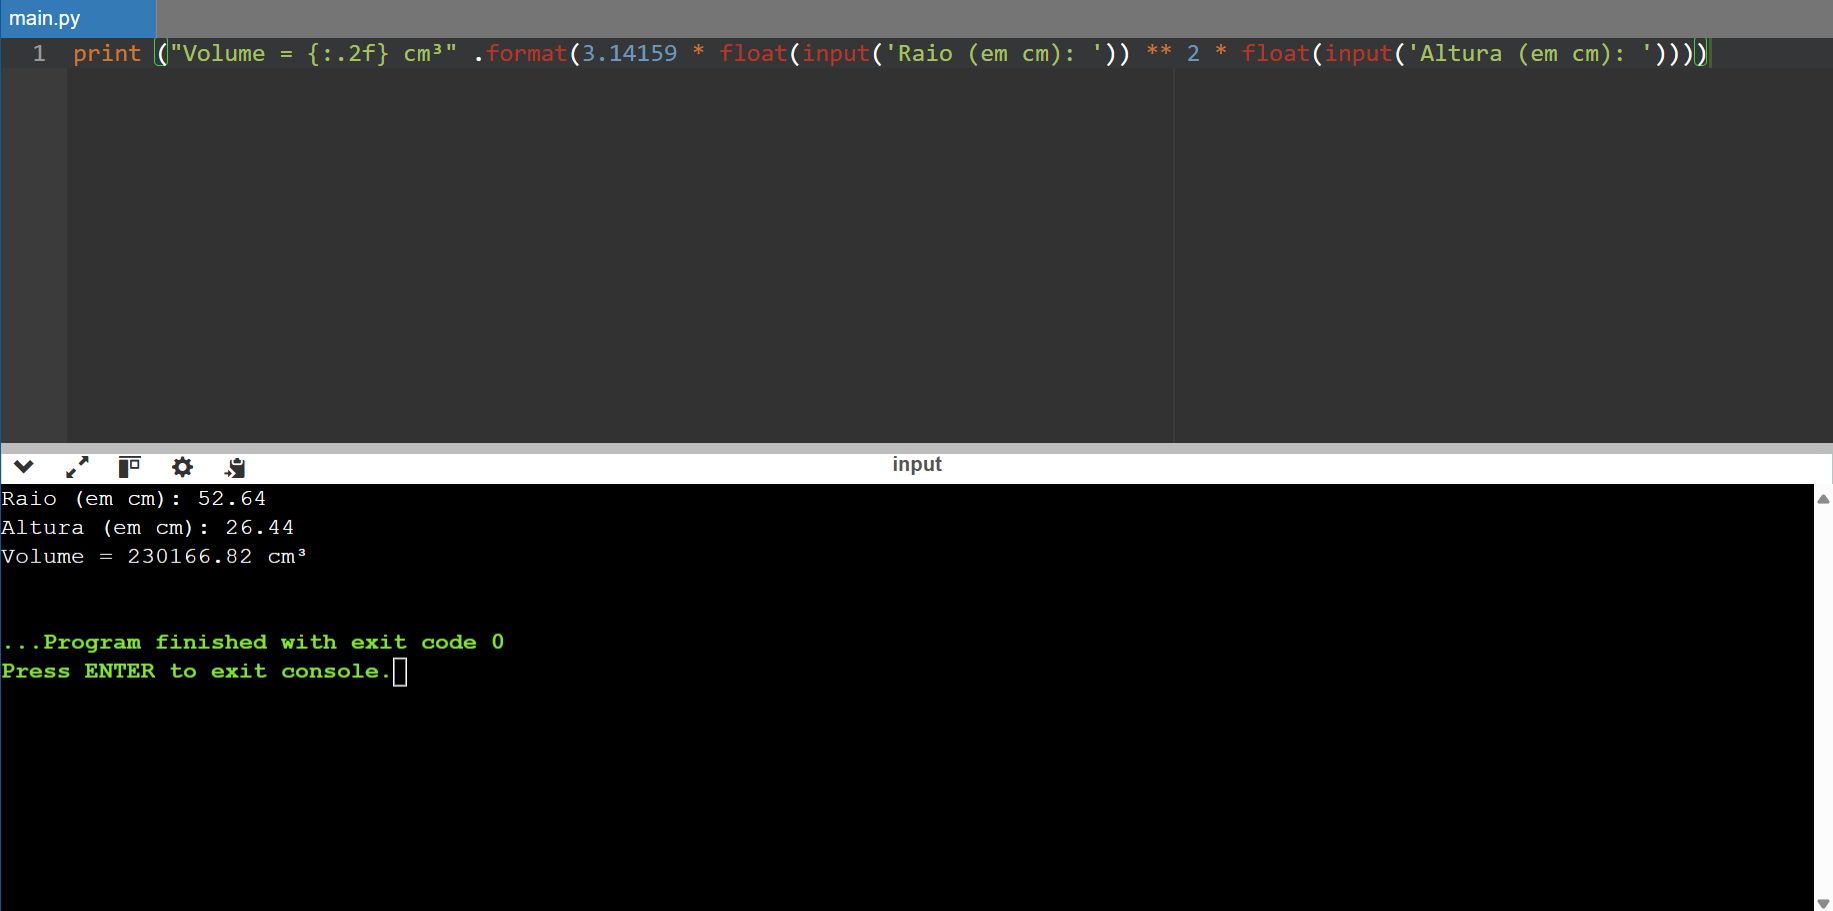 main.py
1 print ("Volume = {:.2f} cm³" .format(3.14159 * float(input('Raio (em cm): ')) ** 2 * float(input('Altura (em cm): '))))
input
Raio (em cm): 52.64
Altura (em cm): 26.44
Volume = 230166.82 cm³
...Program finished with exit code 0
Press ENTER to exit console.